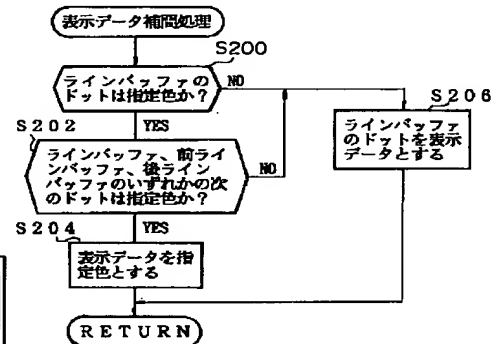 表示データ補間処理
S200
ラインバッファの
ドットは指定色か?
NO
YES
S202
ラインバッファ、前ライ
ンバッファ、後ライン
バッファのいずれかの次
のドットは指定色か?
NO
YES
S204
表示データを指
定色とする
S206
ラインバッファ
のドットを表示
データとする
RETURN